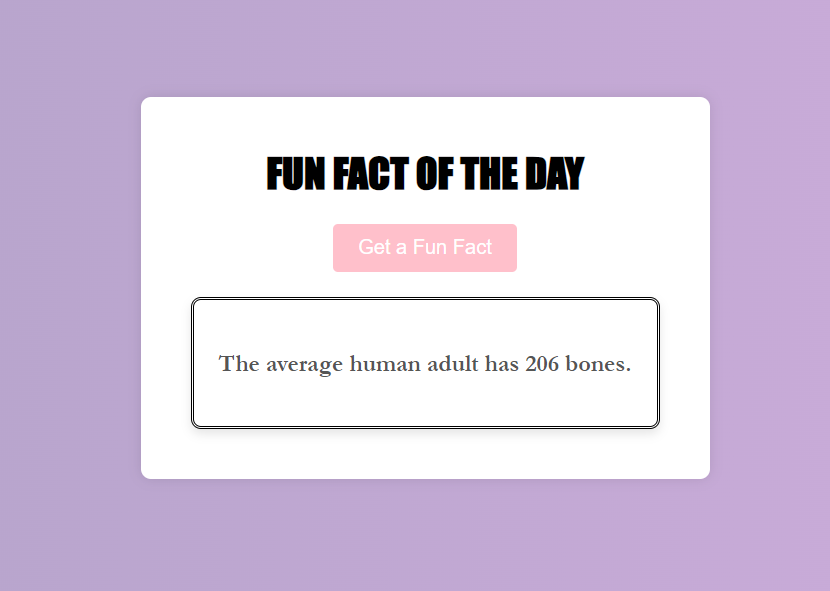 FUN FACT OF THE DAY
Get a Fun Fact
The average human adult has 206 bones.